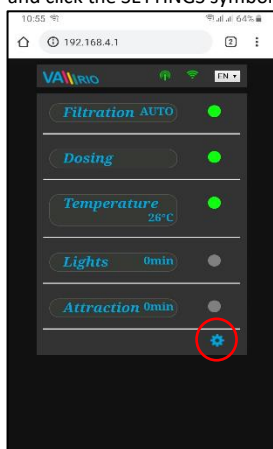 and click the SETTINGS symbol
10:55
64%
192.168.4.1
2
VARIO
EN
Filtration AUTO
Dosing
Temperature
26°C
Lights 0min
Attraction 0min